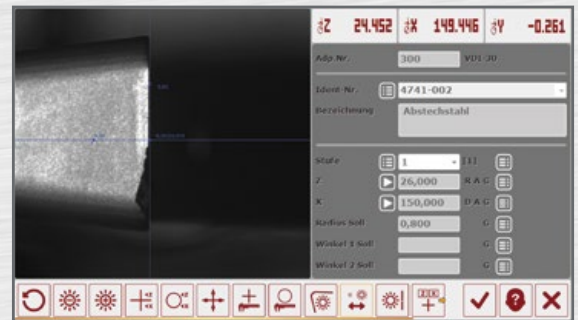 Z 24.452 X 149.446 Y -0.261
Adp.Nr. 300 VDI-30
Ident-Nr. 4741-002
Bezeichnung Abstechstahl
Stufe 1 [1]
Z 26,000 R A G
X 150,000 D A G
Radius Soll 0,800 G
Winkel 1 Soll G
Winkel 2 Soll G
?